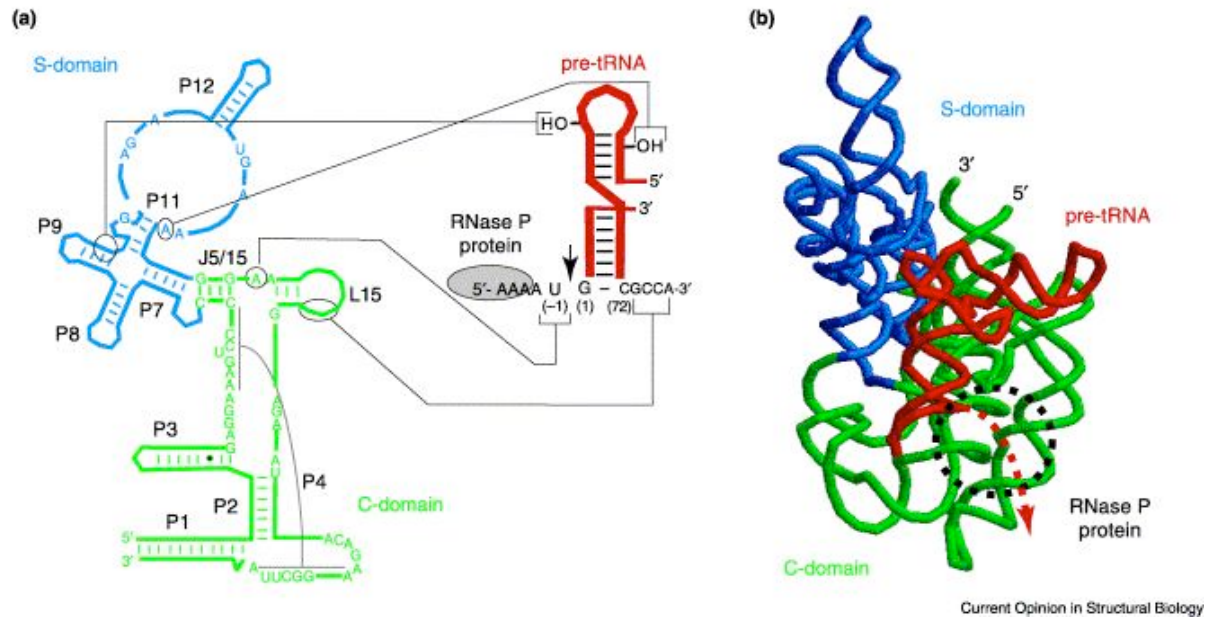 (a)
S-domain
P12
P11
P9
P8
P7
J5/15
L15
P3
P2
P1
P4
5′
3′
C-domain
ACAGAA
AUUCGG
pre-tRNA
HO
OH
5′
3′
RNase P
protein
5′- AAAA U G – CGCCA-3′
(–1) (1) (72)
(b)
S-domain
3′
5′
pre-tRNA
RNase P
protein
C-domain
Current Opinion in Structural Biology